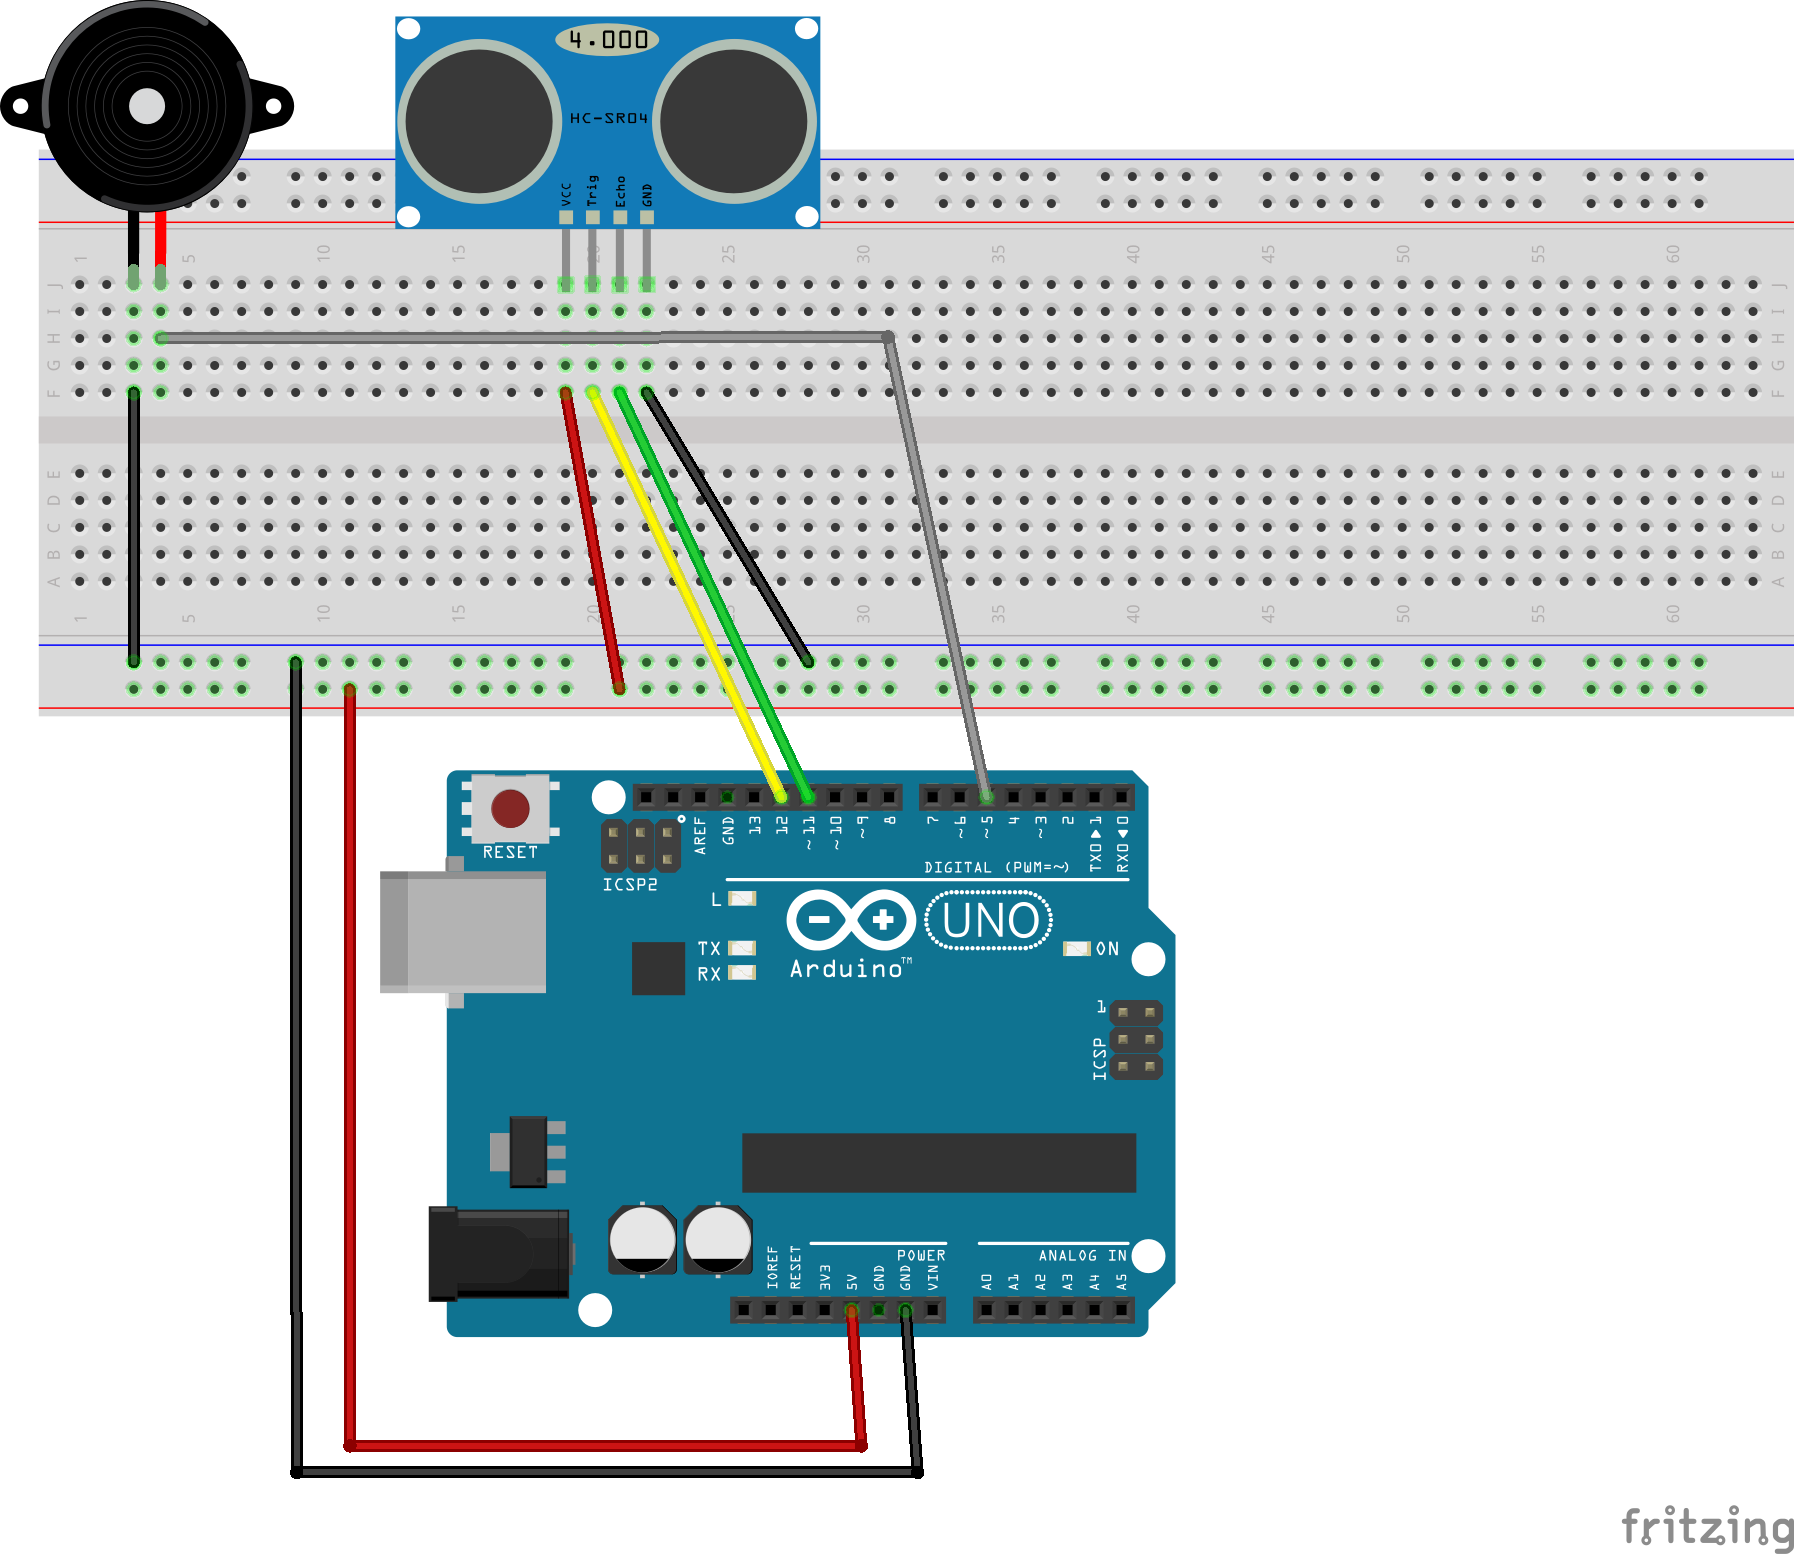 4.000
HC-SR04
VCC
Trig
Echo
GND
1 5 10 15 20 25 30 35 40 45 50 55 60
J J
I I
H H
G G
F F
E E
D D
C C
B B
A A
1 5 10 15 20 25 30 35 40 45 50 55 60
RESET
ICSP2
AREF
GND
13
12
~11
~10
~9
8
7
~6
~5
4
~3
2
TX0▶1
RX0◀0
DIGITAL (PWM=~)
L
TX
RX
UNO
Arduino™
ON
1
ICSP
POWER
ANALOG IN
IOREF
RESET
3V3
5V
GND
GND
VIN
A0
A1
A2
A3
A4
A5
fritzing